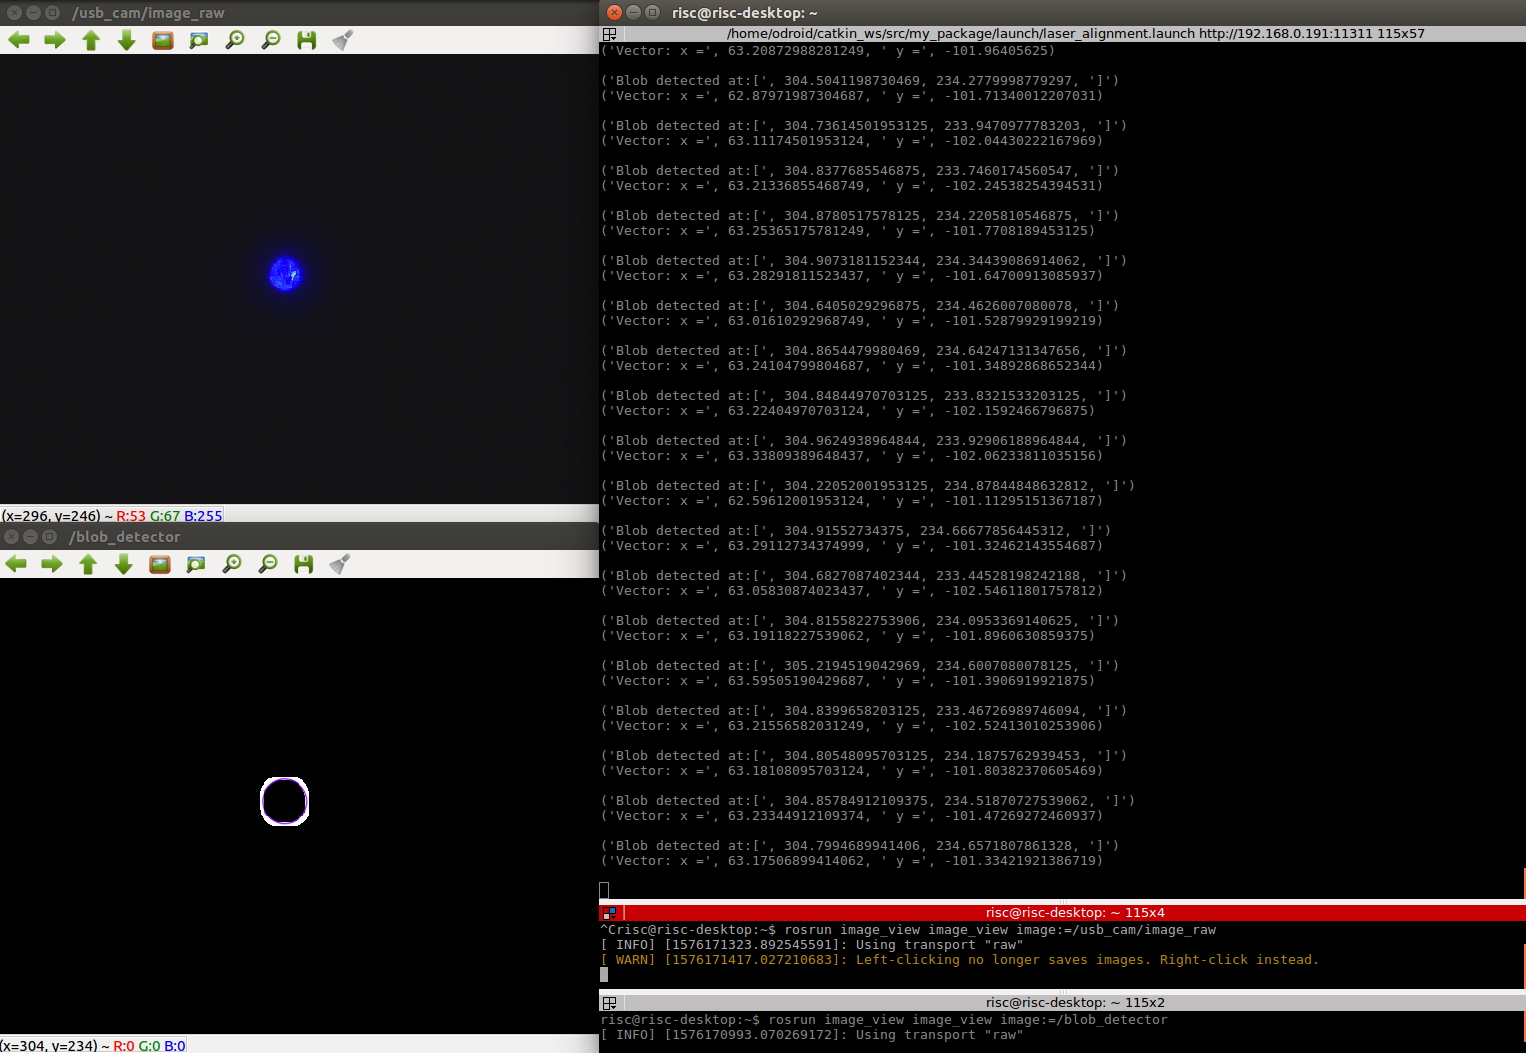 /usb_cam/image_raw
(x=296, y=246) ~ R:53 G:67 B:255
/blob_detector
(x=304, y=234) ~ R:0 G:0 B:0
risc@risc-desktop: ~
/home/odroid/catkin_ws/src/my_package/launch/laser_alignment.launch http://192.168.0.191:11311 115x57
('Vector: x =', 63.20872988281249, ' y =', -101.96405625)
('Blob detected at:[', 304.5041198730469, 234.2779998779297, ']')
('Vector: x =', 62.87971987304687, ' y =', -101.71340012207031)
('Blob detected at:[', 304.73614501953125, 233.9470977783203, ']')
('Vector: x =', 63.11174501953124, ' y =', -102.04430222167969)
('Blob detected at:[', 304.8377685546875, 233.7460174560547, ']')
('Vector: x =', 63.21336855468749, ' y =', -102.24538254394531)
('Blob detected at:[', 304.8780517578125, 234.2205810546875, ']')
('Vector: x =', 63.25365175781249, ' y =', -101.7708189453125)
('Blob detected at:[', 304.9073181152344, 234.34439086914062, ']')
('Vector: x =', 63.28291811523437, ' y =', -101.64700913085937)
('Blob detected at:[', 304.6405029296875, 234.4626007080078, ']')
('Vector: x =', 63.01610292968749, ' y =', -101.52879929199219)
('Blob detected at:[', 304.8654479980469, 234.64247131347656, ']')
('Vector: x =', 63.24104799804687, ' y =', -101.34892868652344)
('Blob detected at:[', 304.84844970703125, 233.8321533203125, ']')
('Vector: x =', 63.22404970703124, ' y =', -102.1592466796875)
('Blob detected at:[', 304.9624938964844, 233.92906188964844, ']')
('Vector: x =', 63.33809389648437, ' y =', -102.06233811035156)
('Blob detected at:[', 304.22052001953125, 234.87844848632812, ']')
('Vector: x =', 62.59612001953124, ' y =', -101.11295151367187)
('Blob detected at:[', 304.91552734375, 234.66677856445312, ']')
('Vector: x =', 63.29112734374999, ' y =', -101.32462143554687)
('Blob detected at:[', 304.6827087402344, 233.44528198242188, ']')
('Vector: x =', 63.05830874023437, ' y =', -102.54611801757812)
('Blob detected at:[', 304.8155822753906, 234.0953369140625, ']')
('Vector: x =', 63.19118227539062, ' y =', -101.8960630859375)
('Blob detected at:[', 305.2194519042969, 234.6007080078125, ']')
('Vector: x =', 63.59505190429687, ' y =', -101.3906919921875)
('Blob detected at:[', 304.8399658203125, 233.46726989746094, ']')
('Vector: x =', 63.21556582031249, ' y =', -102.52413010253906)
('Blob detected at:[', 304.80548095703125, 234.1875762939453, ']')
('Vector: x =', 63.18108095703124, ' y =', -101.80382370605469)
('Blob detected at:[', 304.85784912109375, 234.51870727539062, ']')
('Vector: x =', 63.23344912109374, ' y =', -101.47269272460937)
('Blob detected at:[', 304.7994689941406, 234.6571807861328, ']')
('Vector: x =', 63.17506899414062, ' y =', -101.33421921386719)
risc@risc-desktop: ~ 115x4
^Crisc@risc-desktop:~$ rosrun image_view image_view image:=/usb_cam/image_raw
[ INFO] [1576171323.892545591]: Using transport "raw"
[ WARN] [1576171417.027210683]: Left-clicking no longer saves images. Right-click instead.
risc@risc-desktop: ~ 115x2
risc@risc-desktop:~$ rosrun image_view image_view image:=/blob_detector
[ INFO] [1576170993.070269172]: Using transport "raw"